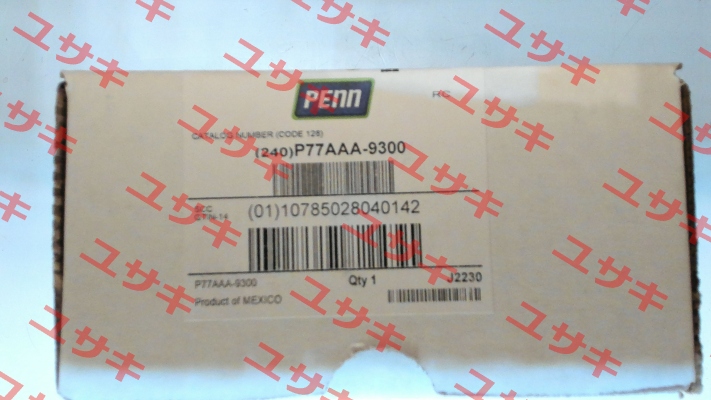 PENN
CATALOG NUMBER (CODE 128)
(240)P77AAA-9300
SCC
(01)10785028040142
P77AAA-9300
Qty 1
J2230
Product of MEXICO
ユサキ